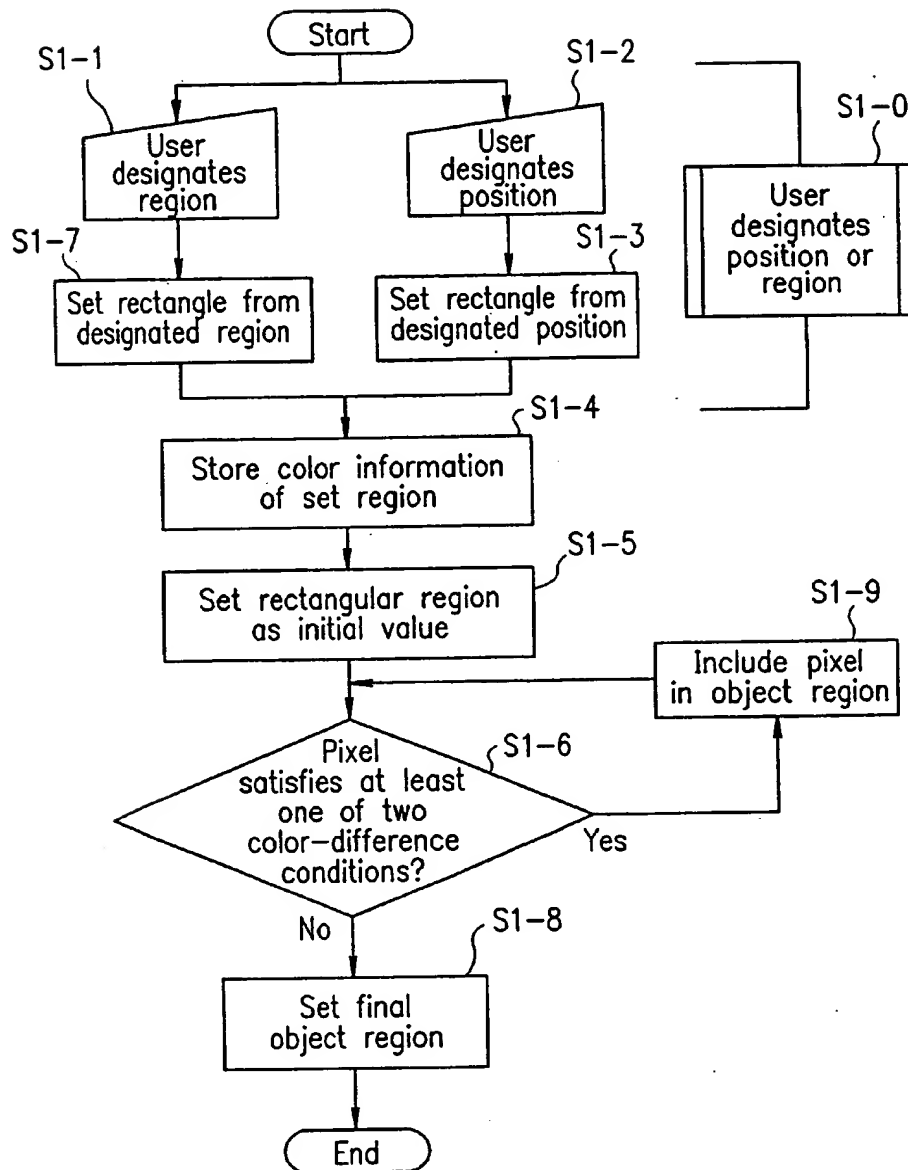 Start
S1-1
S1-2
S1-0
User
designates
region
User
designates
position
User
designates
position or
region
S1-7
S1-3
Set rectangle from
designated region
Set rectangle from
designated position
S1-4
Store color information
of set region
S1-5
Set rectangular region
as initial value
S1-9
Include pixel
in object region
S1-6
Pixel
satisfies at least
one of two
color-difference
conditions?
Yes
No
S1-8
Set final
object region
End